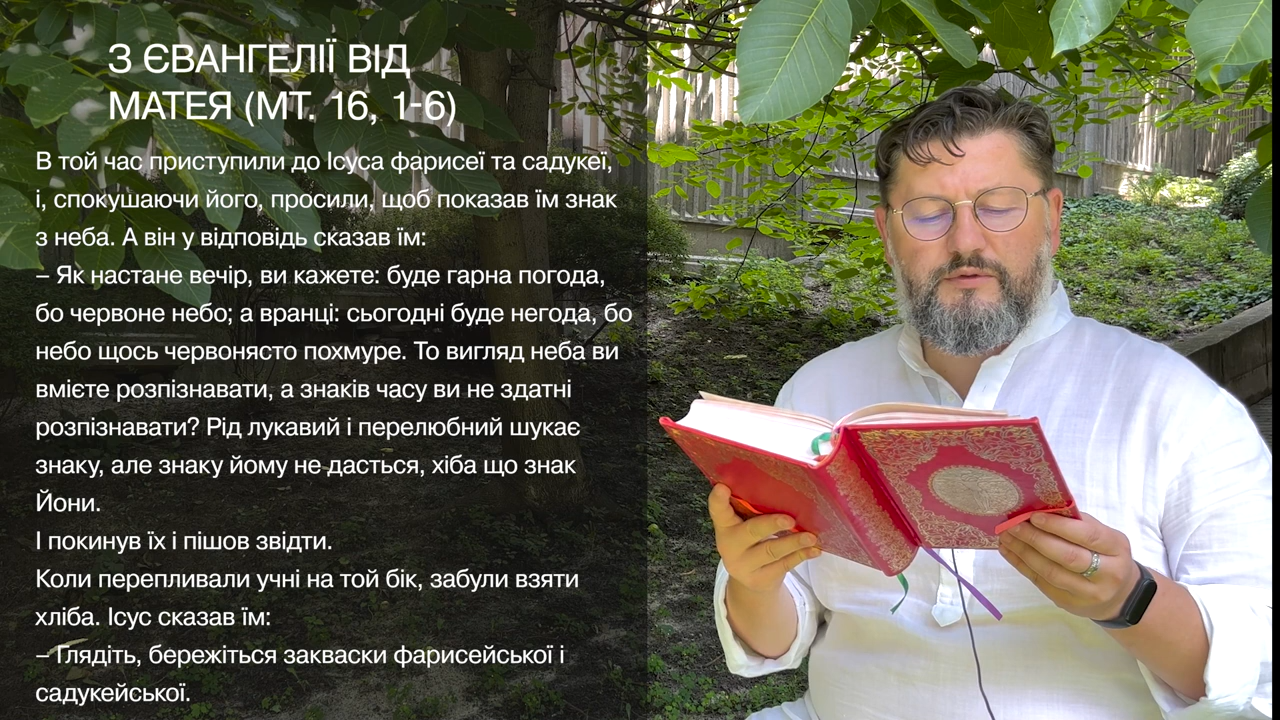 З ЄВАНГЕЛІЇ ВІД
МАТЕЯ (МТ. 16, 1-6)
В той час приступили до Ісуса фарисеї та садукеї,
і, спокушаючи його, просили, щоб показав їм знак
з неба. А він у відповідь сказав їм:
– Як настане вечір, ви кажете: буде гарна погода,
бо червоне небо; а вранці: сьогодні буде негода, бо
небо щось червонясто похмуре. То вигляд неба ви
вмієте розпізнавати, а знаків часу ви не здатні
розпізнавати? Рід лукавий і перелюбний шукає
знаку, але знаку йому не дасться, хіба що знак
Йони.
І покинув їх і пішов звідти.
Коли перепливали учні на той бік, забули взяти
хліба. Ісус сказав їм:
– Глядіть, бережіться закваски фарисейської і
садукейської.